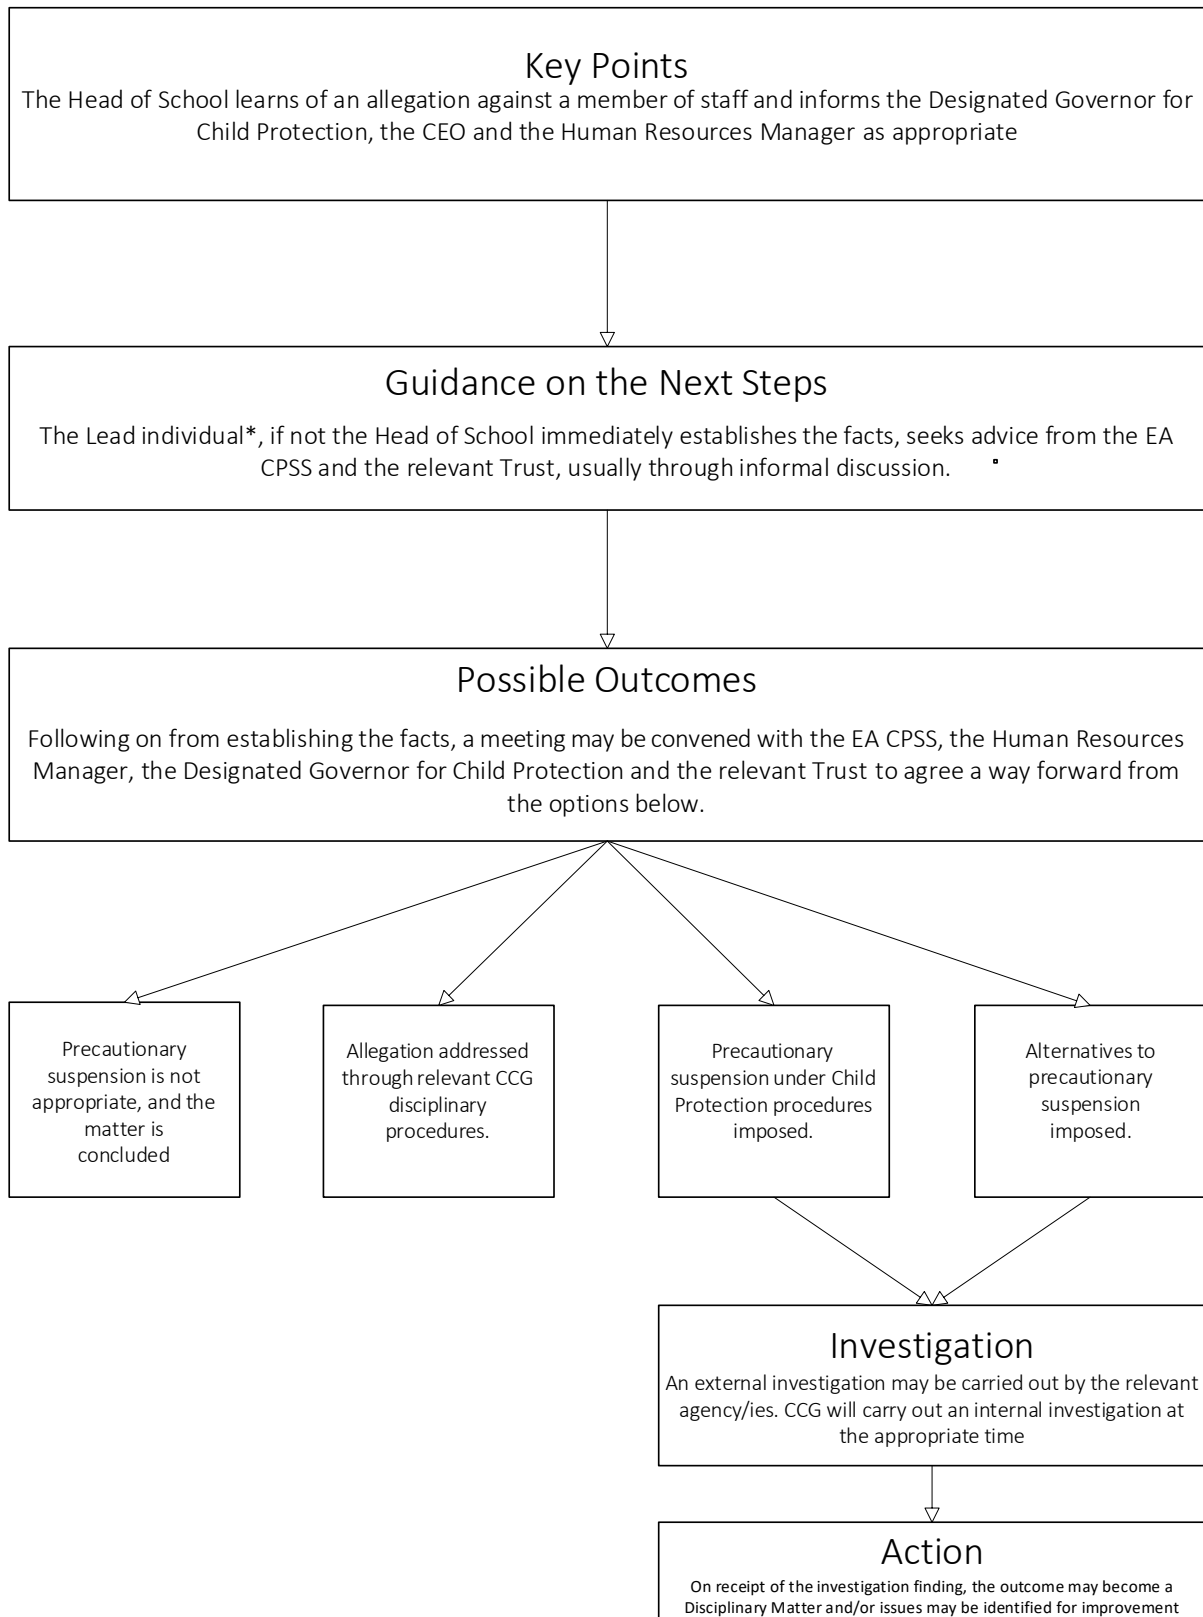 Key Points
The Head of School learns of an allegation against a member of staff and informs the Designated Governor for
Child Protection, the CEO and the Human Resources Manager as appropriate
Guidance on the Next Steps
The Lead individual*, if not the Head of School immediately establishes the facts, seeks advice from the EA
CPSS and the relevant Trust, usually through informal discussion.
Possible Outcomes
Following on from establishing the facts, a meeting may be convened with the EA CPSS, the Human Resources
Manager, the Designated Governor for Child Protection and the relevant Trust to agree a way forward from
the options below.
Precautionary
suspension is not
appropriate, and the
matter is
concluded
Allegation addressed
through relevant CCG
disciplinary
procedures.
Precautionary
suspension under Child
Protection procedures
imposed.
Alternatives to
precautionary
suspension
imposed.
Investigation
An external investigation may be carried out by the relevant
agency/ies. CCG will carry out an internal investigation at
the appropriate time
Action
On receipt of the investigation finding, the outcome may become a
Disciplinary Matter and/or issues may be identified for improvement